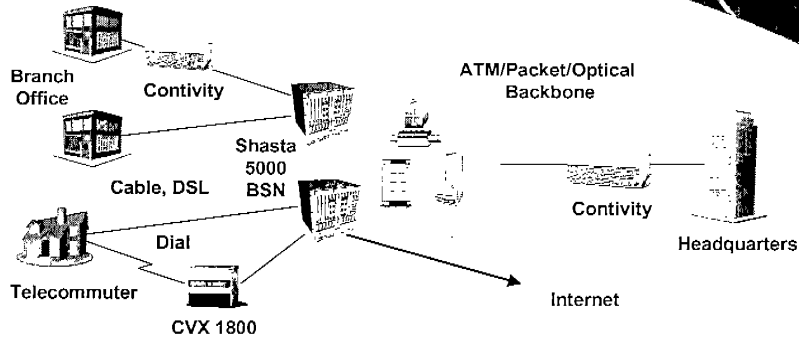 ATM/Packet/Optical
Backbone
Branch
Office
Contivity
Shasta
5000
BSN
Cable, DSL
Contivity
Headquarters
Dial
Telecommuter
Internet
CVX 1800